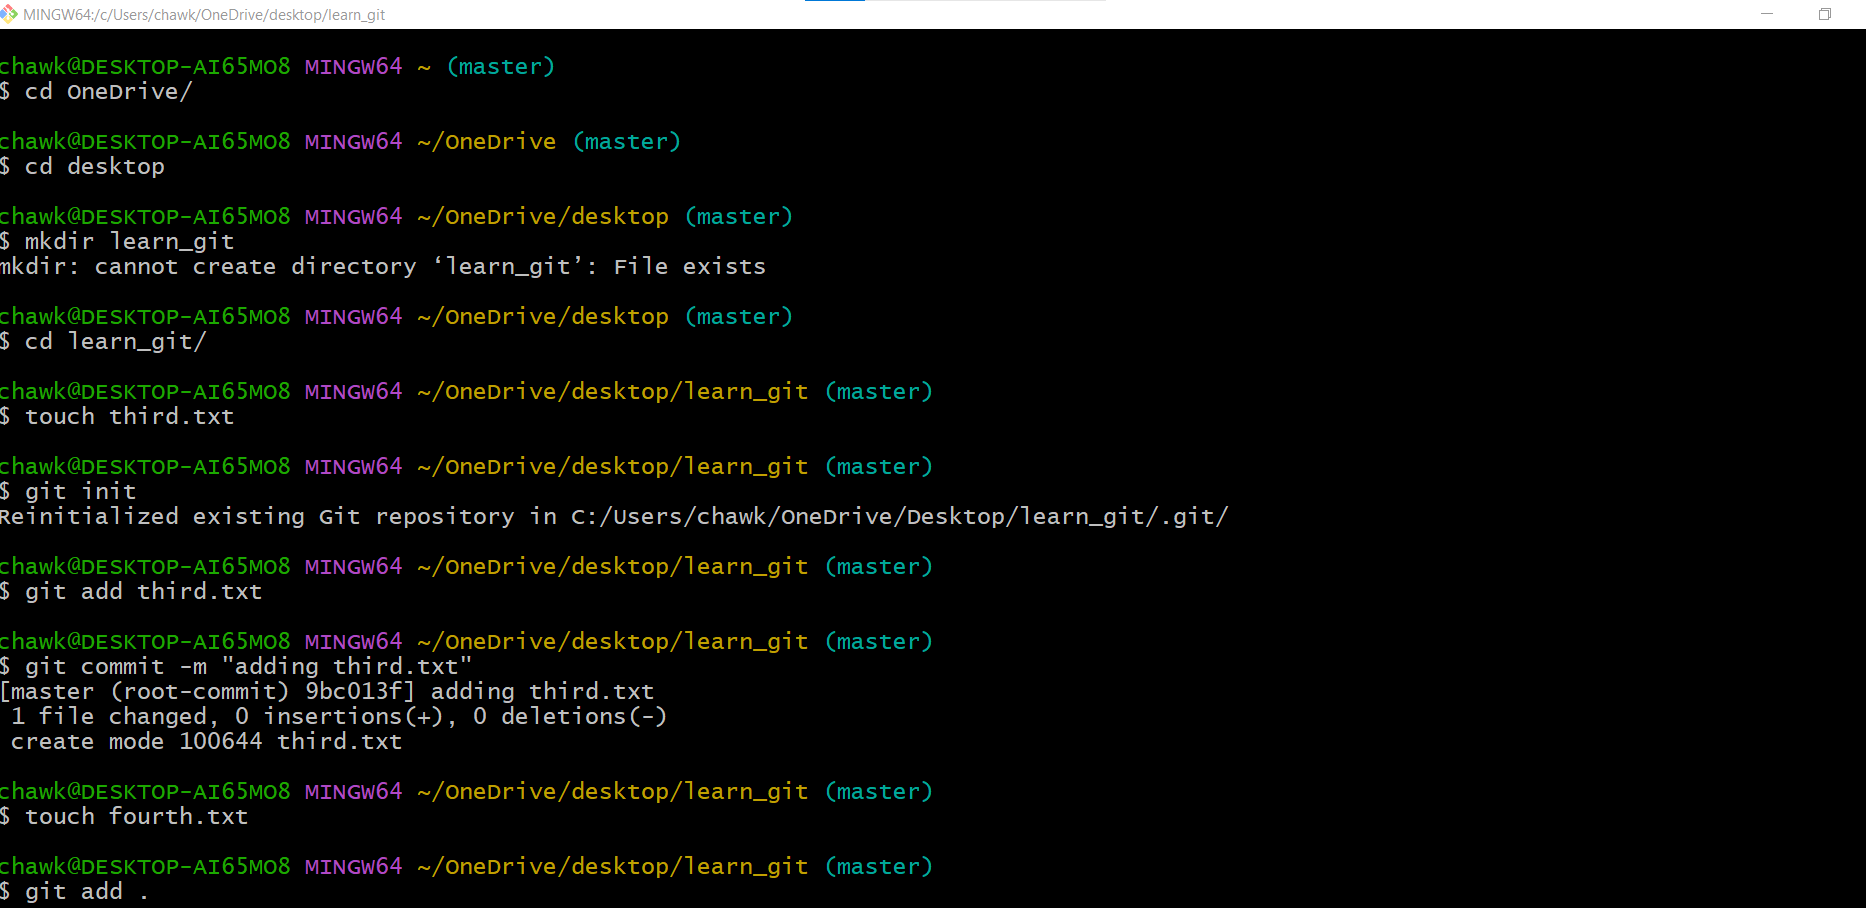 MINGW64:/c/Users/chawk/OneDrive/desktop/learn_git
chawk@DESKTOP-AI65MO8 MINGW64 ~ (master)
$ cd OneDrive/
chawk@DESKTOP-AI65MO8 MINGW64 ~/OneDrive (master)
$ cd desktop
chawk@DESKTOP-AI65MO8 MINGW64 ~/OneDrive/desktop (master)
$ mkdir learn_git
mkdir: cannot create directory ‘learn_git’: File exists
chawk@DESKTOP-AI65MO8 MINGW64 ~/OneDrive/desktop (master)
$ cd learn_git/
chawk@DESKTOP-AI65MO8 MINGW64 ~/OneDrive/desktop/learn_git (master)
$ touch third.txt
chawk@DESKTOP-AI65MO8 MINGW64 ~/OneDrive/desktop/learn_git (master)
$ git init
Reinitialized existing Git repository in C:/Users/chawk/OneDrive/Desktop/learn_git/.git/
chawk@DESKTOP-AI65MO8 MINGW64 ~/OneDrive/desktop/learn_git (master)
$ git add third.txt
chawk@DESKTOP-AI65MO8 MINGW64 ~/OneDrive/desktop/learn_git (master)
$ git commit -m "adding third.txt"
[master (root-commit) 9bc013f] adding third.txt
1 file changed, 0 insertions(+), 0 deletions(-)
create mode 100644 third.txt
chawk@DESKTOP-AI65MO8 MINGW64 ~/OneDrive/desktop/learn_git (master)
$ touch fourth.txt
chawk@DESKTOP-AI65MO8 MINGW64 ~/OneDrive/desktop/learn_git (master)
$ git add .